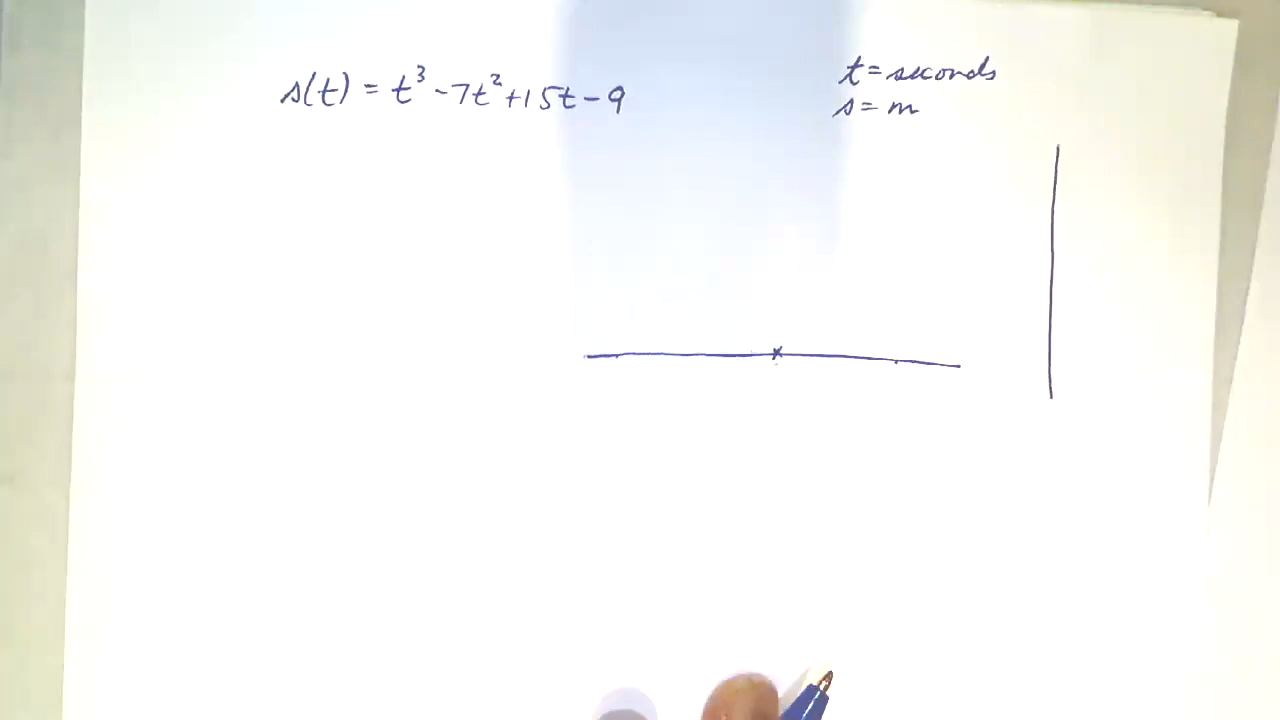 s(t) = t³ - 7t² + 15t - 9
t = seconds
s = m